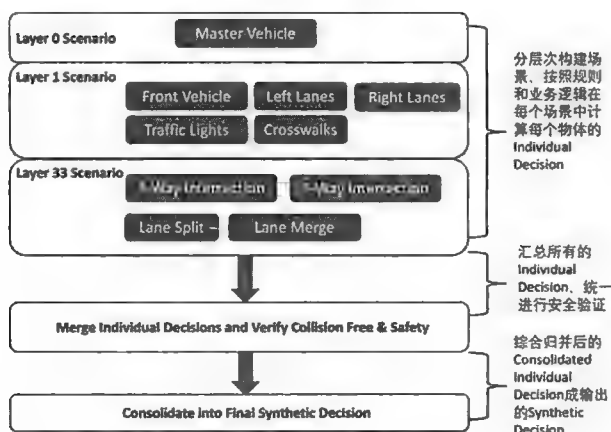 Layer 0 Scenario
Master Vehicle
Layer 1 Scenario
Front Vehicle
Left Lanes
Right Lanes
Traffic Lights
Crosswalks
Layer 33 Scenario
-Way Intersection
-Way Intersection
Lane Split
Lane Merge
Merge Individual Decisions and Verify Collision Free & Safety
Consolidate into Final Synthetic Decision
分层次构建场
景、按照规则
和业务逻辑在
每个场景中计
算每个物体的
Individual
Decision
汇总所有的
Individual
Decision、统一
进行安全验证
综合归并后的
Consolidated
Individual
Decision成输出
的Synthetic
Decision